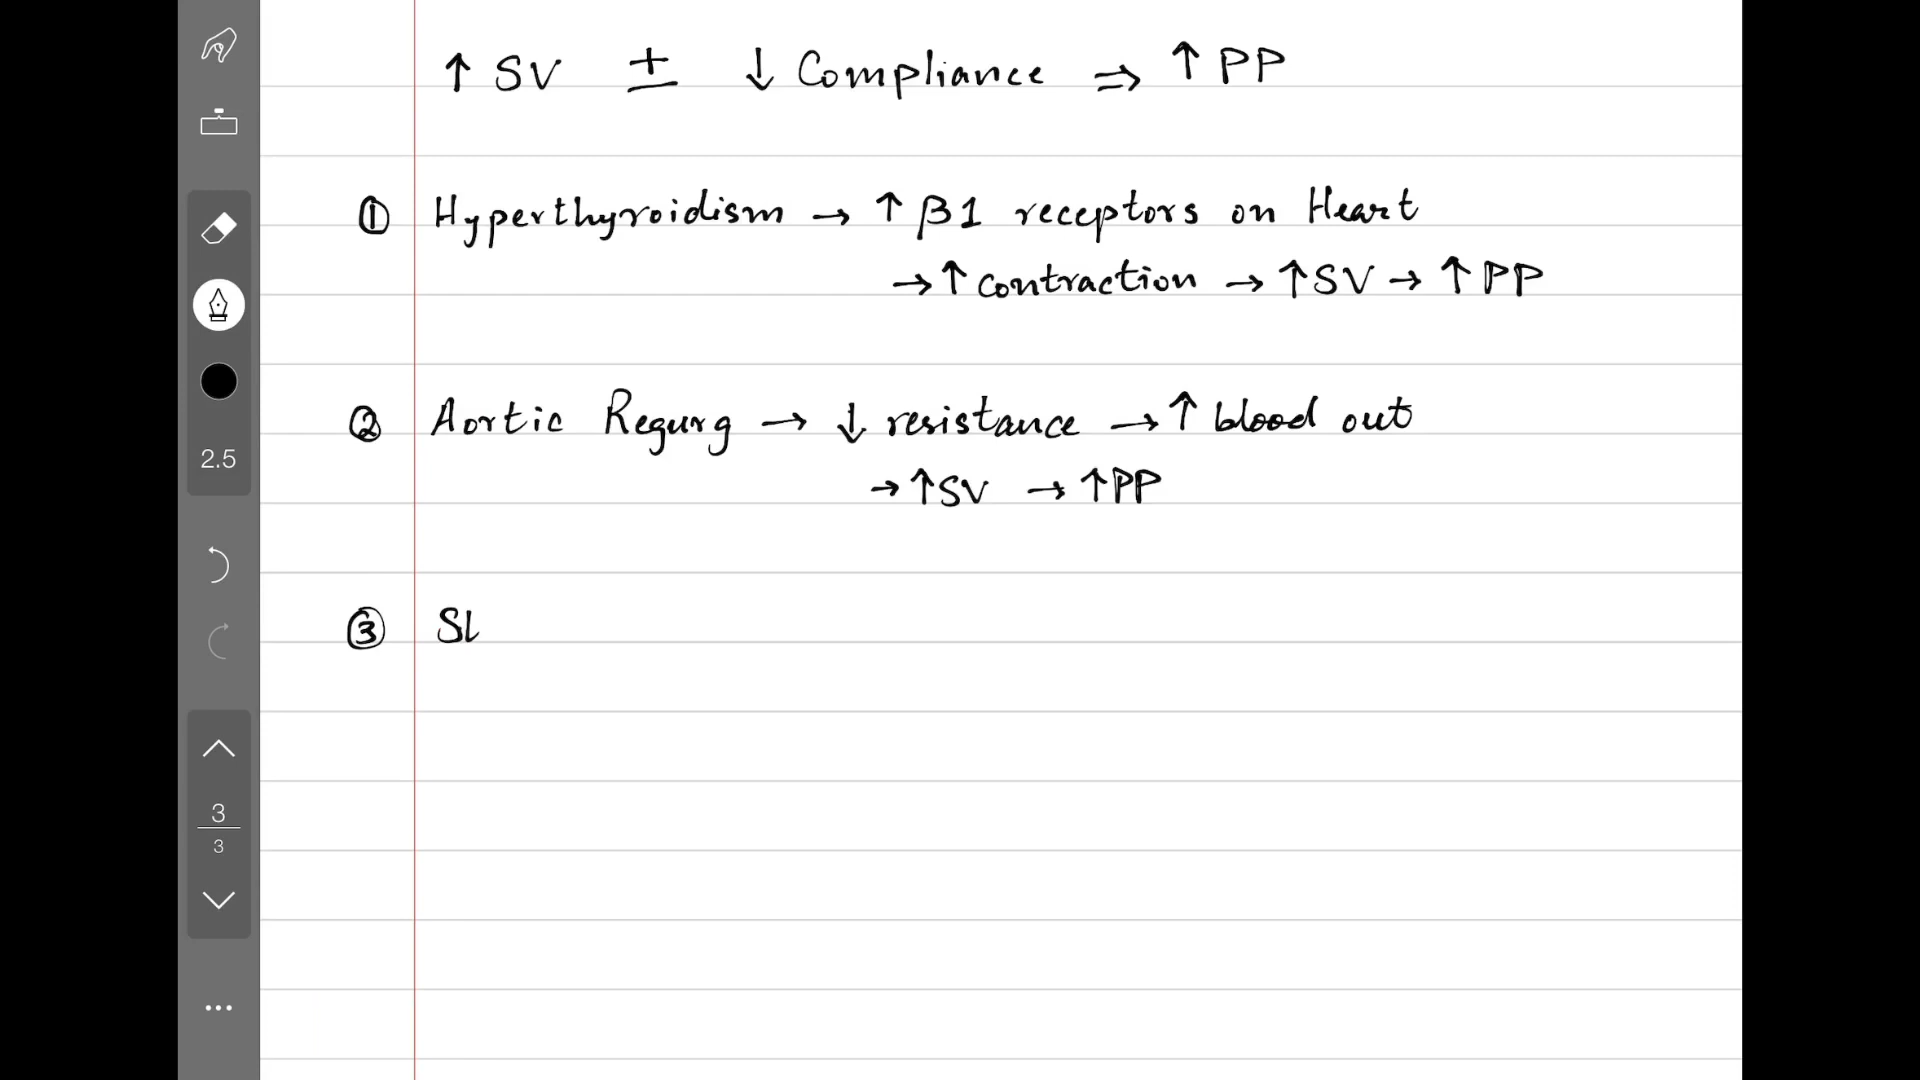 ↑ SV ± ↓ Compliance ⇒ ↑ PP
① Hyperthyroidism → ↑ β1 receptors on Heart
→ ↑ contraction → ↑ SV → ↑ PP
② Aortic Regurg → ↓ resistance → ↑ blood out
→ ↑ SV → ↑ PP
③ SL
2.5
3
3